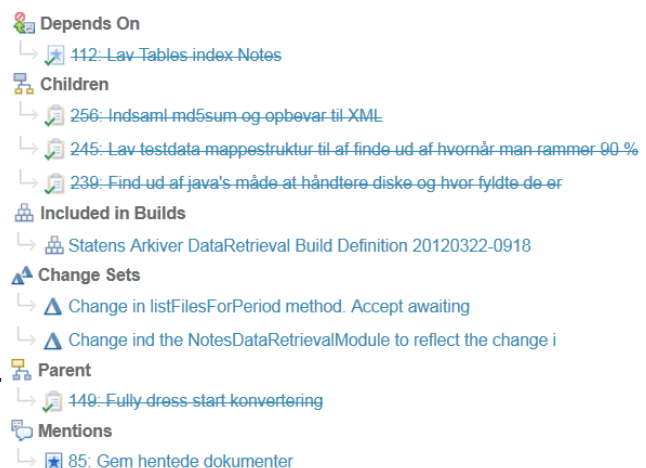 Depends On
112: Lav Tables index Notes
Children
256: Indsaml md5sum og opbevar til XML
245: Lav testdata mappestruktur til af finde ud af hvornår man rammer 90 %
239: Find ud af java's måde at håndtere diske og hvor fyldte de er
Included in Builds
Statens Arkiver DataRetrieval Build Definition 20120322-0918
Change Sets
Change in listFilesForPeriod method. Accept awaiting
Change ind the NotesDataRetrievalModule to reflect the change i
Parent
149: Fully dress start konvertering
Mentions
85: Gem hentede dokumenter